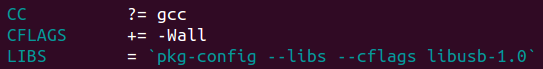 CC ?= gcc
CFLAGS += -Wall
LIBS = `pkg-config --libs --cflags libusb-1.0`